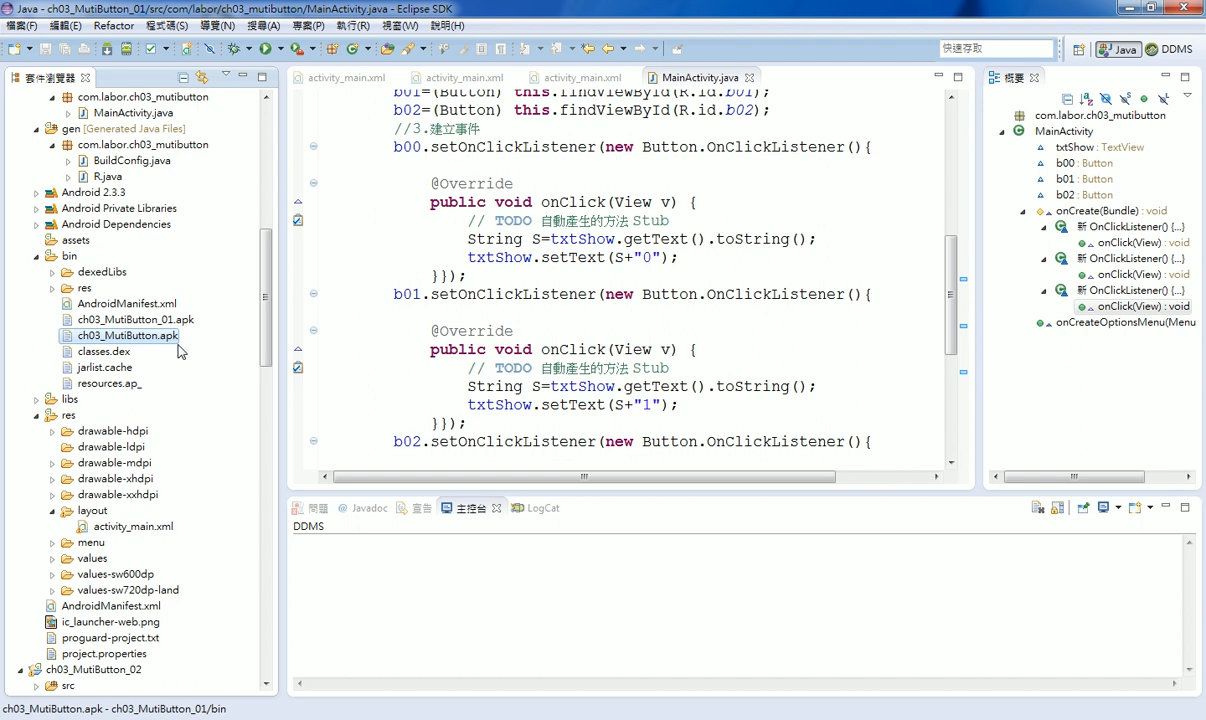 Java - ch03_MutiButton_01/src/com/labor/ch03_mutibutton/MainActivity.java - Eclipse SDK
檔案(F) 編輯(E) Refactor 程式碼(S) 導覽(N) 搜尋(A) 專案(P) 執行(R) 視窗(W) 說明(H)
快速存取 Java DDMS
套件瀏覽器
com.labor.ch03_mutibutton
MainActivity.java
gen [Generated Java Files]
com.labor.ch03_mutibutton
BuildConfig.java
R.java
Android 2.3.3
Android Private Libraries
Android Dependencies
assets
bin
dexedLibs
res
AndroidManifest.xml
ch03_MutiButton_01.apk
ch03_MutiButton.apk
classes.dex
jarlist.cache
resources.ap_
libs
res
drawable-hdpi
drawable-ldpi
drawable-mdpi
drawable-xhdpi
drawable-xxhdpi
layout
activity_main.xml
menu
values
values-sw600dp
values-sw720dp-land
AndroidManifest.xml
ic_launcher-web.png
proguard-project.txt
project.properties
ch03_MutiButton_02
src
activity_main.xml activity_main.xml activity_main.xml MainActivity.java
b01=(Button) this.findViewById(R.id.b01);
b02=(Button) this.findViewById(R.id.b02);
//3.建立事件
b00.setOnClickListener(new Button.OnClickListener(){
@Override
public void onClick(View v) {
// TODO 自動產生的方法 Stub
String S=txtShow.getText().toString();
txtShow.setText(S+"0");
}});
b01.setOnClickListener(new Button.OnClickListener(){
@Override
public void onClick(View v) {
// TODO 自動產生的方法 Stub
String S=txtShow.getText().toString();
txtShow.setText(S+"1");
}});
b02.setOnClickListener(new Button.OnClickListener(){
概要
com.labor.ch03_mutibutton
MainActivity
txtShow : TextView
b00 : Button
b01 : Button
b02 : Button
onCreate(Bundle) : void
新 OnClickListener() {...}
onClick(View) : void
新 OnClickListener() {...}
onClick(View) : void
新 OnClickListener() {...}
onClick(View) : void
onCreateOptionsMenu(Menu
問題 @ Javadoc 宣告 主控台 LogCat
DDMS
ch03_MutiButton.apk - ch03_MutiButton_01/bin